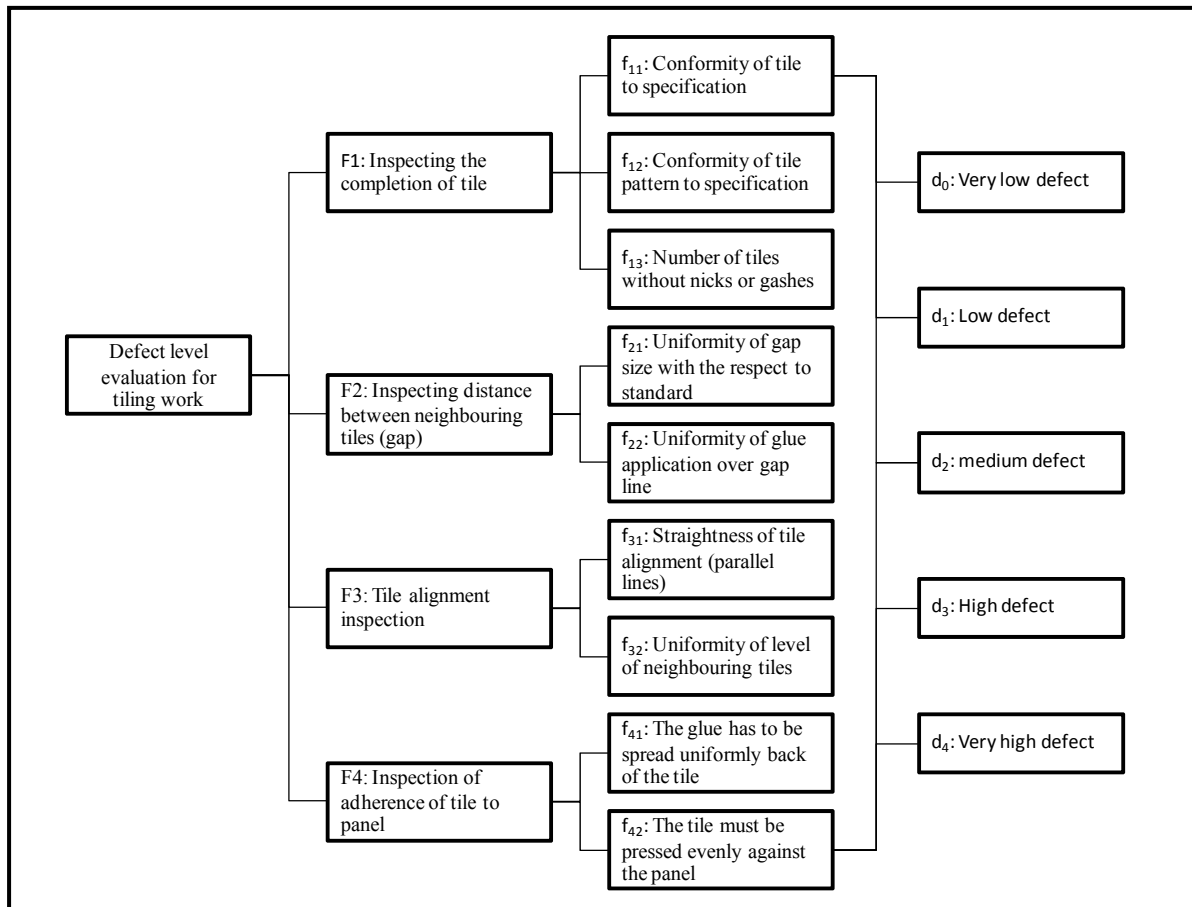 Defect level
evaluation for
tiling work
F1: Inspecting the
completion of tile
F2: Inspecting distance
between neighbouring
tiles (gap)
F3: Tile alignment
inspection
F4: Inspection of
adherence of tile to
panel
f₁₁: Conformity of tile
to specification
f₁₂: Conformity of tile
pattern to specification
f₁₃: Number of tiles
without nicks or gashes
f₂₁: Uniformity of gap
size with the respect to
standard
f₂₂: Uniformity of glue
application over gap
line
f₃₁: Straightness of tile
alignment (parallel
lines)
f₃₂: Uniformity of level
of neighbouring tiles
f₄₁: The glue has to be
spread uniformly back
of the tile
f₄₂: The tile must be
pressed evenly against
the panel
d₀: Very low defect
d₁: Low defect
d₂: medium defect
d₃: High defect
d₄: Very high defect